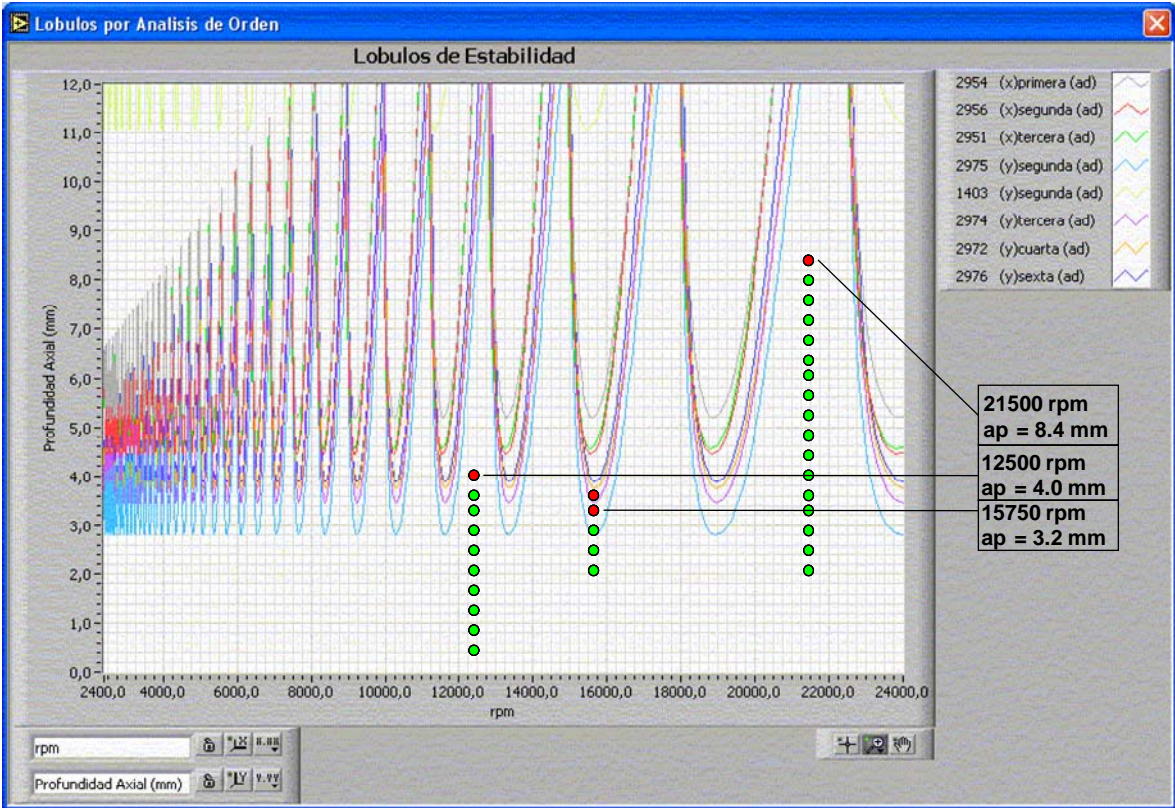 Lobulos por Analisis de Orden
Lobulos de Estabilidad
12,0
11,0
10,0
9,0
8,0
7,0
6,0
5,0
4,0
3,0
2,0
1,0
0,0
Profundidad Axial (mm)
2400,0 4000,0 6000,0 8000,0 10000,0 12000,0 14000,0 16000,0 18000,0 20000,0 22000,0 24000,0
rpm
2954 (x)primera (ad)
2956 (x)segunda (ad)
2951 (x)tercera (ad)
2975 (y)segunda (ad)
1403 (y)segunda (ad)
2974 (y)tercera (ad)
2972 (y)cuarta (ad)
2976 (y)sexta (ad)
21500 rpm
ap = 8.4 mm
12500 rpm
ap = 4.0 mm
15750 rpm
ap = 3.2 mm
rpm
Profundidad Axial (mm)